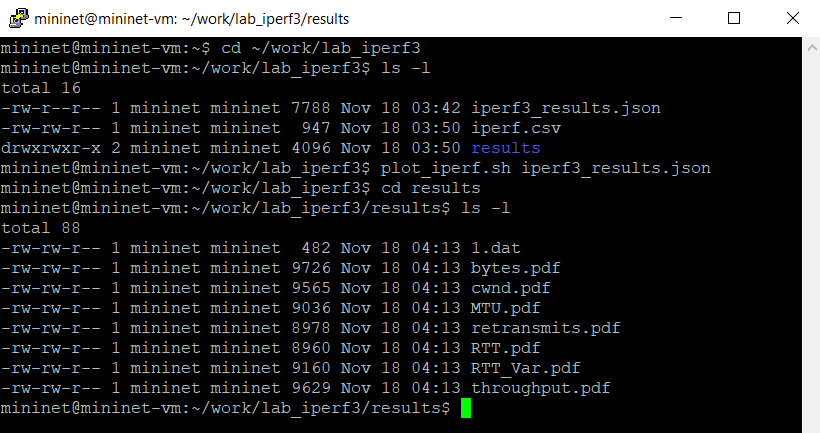 mininet@mininet-vm: ~/work/lab_iperf3/results
mininet@mininet-vm:~$ cd ~/work/lab_iperf3
mininet@mininet-vm:~/work/lab_iperf3$ ls -l
total 16
-rw-r--r-- 1 mininet mininet 7788 Nov 18 03:42 iperf3_results.json
-rw-rw-r-- 1 mininet mininet  947 Nov 18 03:50 iperf.csv
drwxrwxr-x 2 mininet mininet 4096 Nov 18 03:50 results
mininet@mininet-vm:~/work/lab_iperf3$ plot_iperf.sh iperf3_results.json
mininet@mininet-vm:~/work/lab_iperf3$ cd results
mininet@mininet-vm:~/work/lab_iperf3/results$ ls -l
total 88
-rw-rw-r-- 1 mininet mininet  482 Nov 18 04:13 1.dat
-rw-rw-r-- 1 mininet mininet 9726 Nov 18 04:13 bytes.pdf
-rw-rw-r-- 1 mininet mininet 9565 Nov 18 04:13 cwnd.pdf
-rw-rw-r-- 1 mininet mininet 9036 Nov 18 04:13 MTU.pdf
-rw-rw-r-- 1 mininet mininet 8978 Nov 18 04:13 retransmits.pdf
-rw-rw-r-- 1 mininet mininet 8960 Nov 18 04:13 RTT.pdf
-rw-rw-r-- 1 mininet mininet 9160 Nov 18 04:13 RTT_Var.pdf
-rw-rw-r-- 1 mininet mininet 9629 Nov 18 04:13 throughput.pdf
mininet@mininet-vm:~/work/lab_iperf3/results$